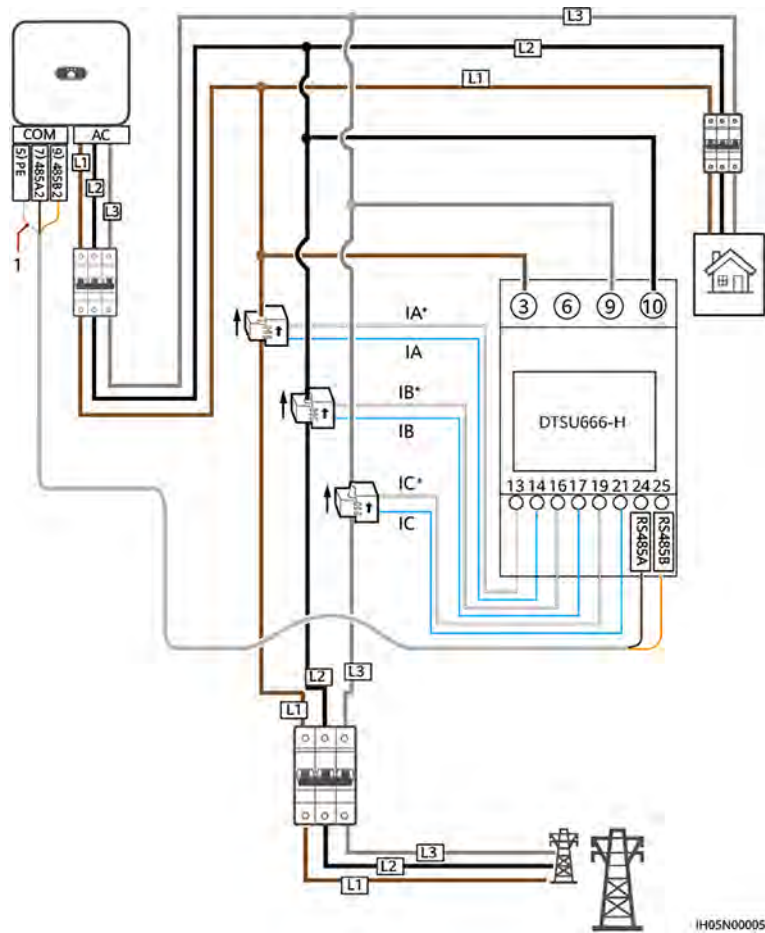 L3
L2
L1
COM
AC
5) PE
7) 485A2
9) 485B2
L1
L2
L3
1
3
6
9
10
IA*
IA
IB*
IB
DTSU666-H
IC*
IC
13
14
16
17
19
21
24
25
RS485A
RS485B
L2
L3
L1
L3
L2
L1
IH05N00005